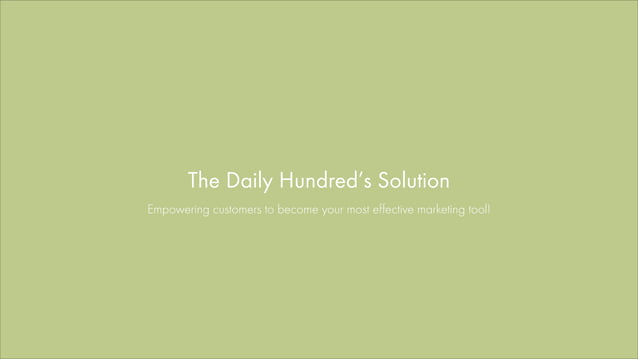 The Daily Hundred’s Solution
Empowering customers to become your most effective marketing tool!